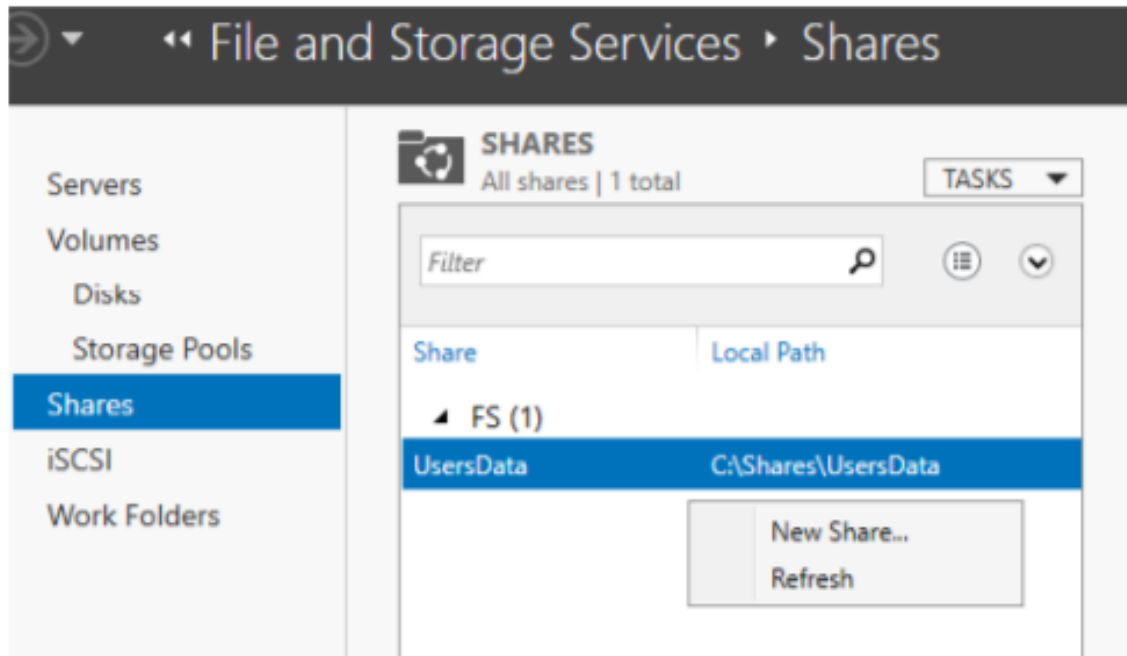 File and Storage Services ‣ Shares
Servers
Volumes
Disks
Storage Pools
Shares
iSCSI
Work Folders
SHARES
All shares | 1 total
TASKS
Filter
Share Local Path
FS (1)
UsersData C:\Shares\UsersData
New Share...
Refresh